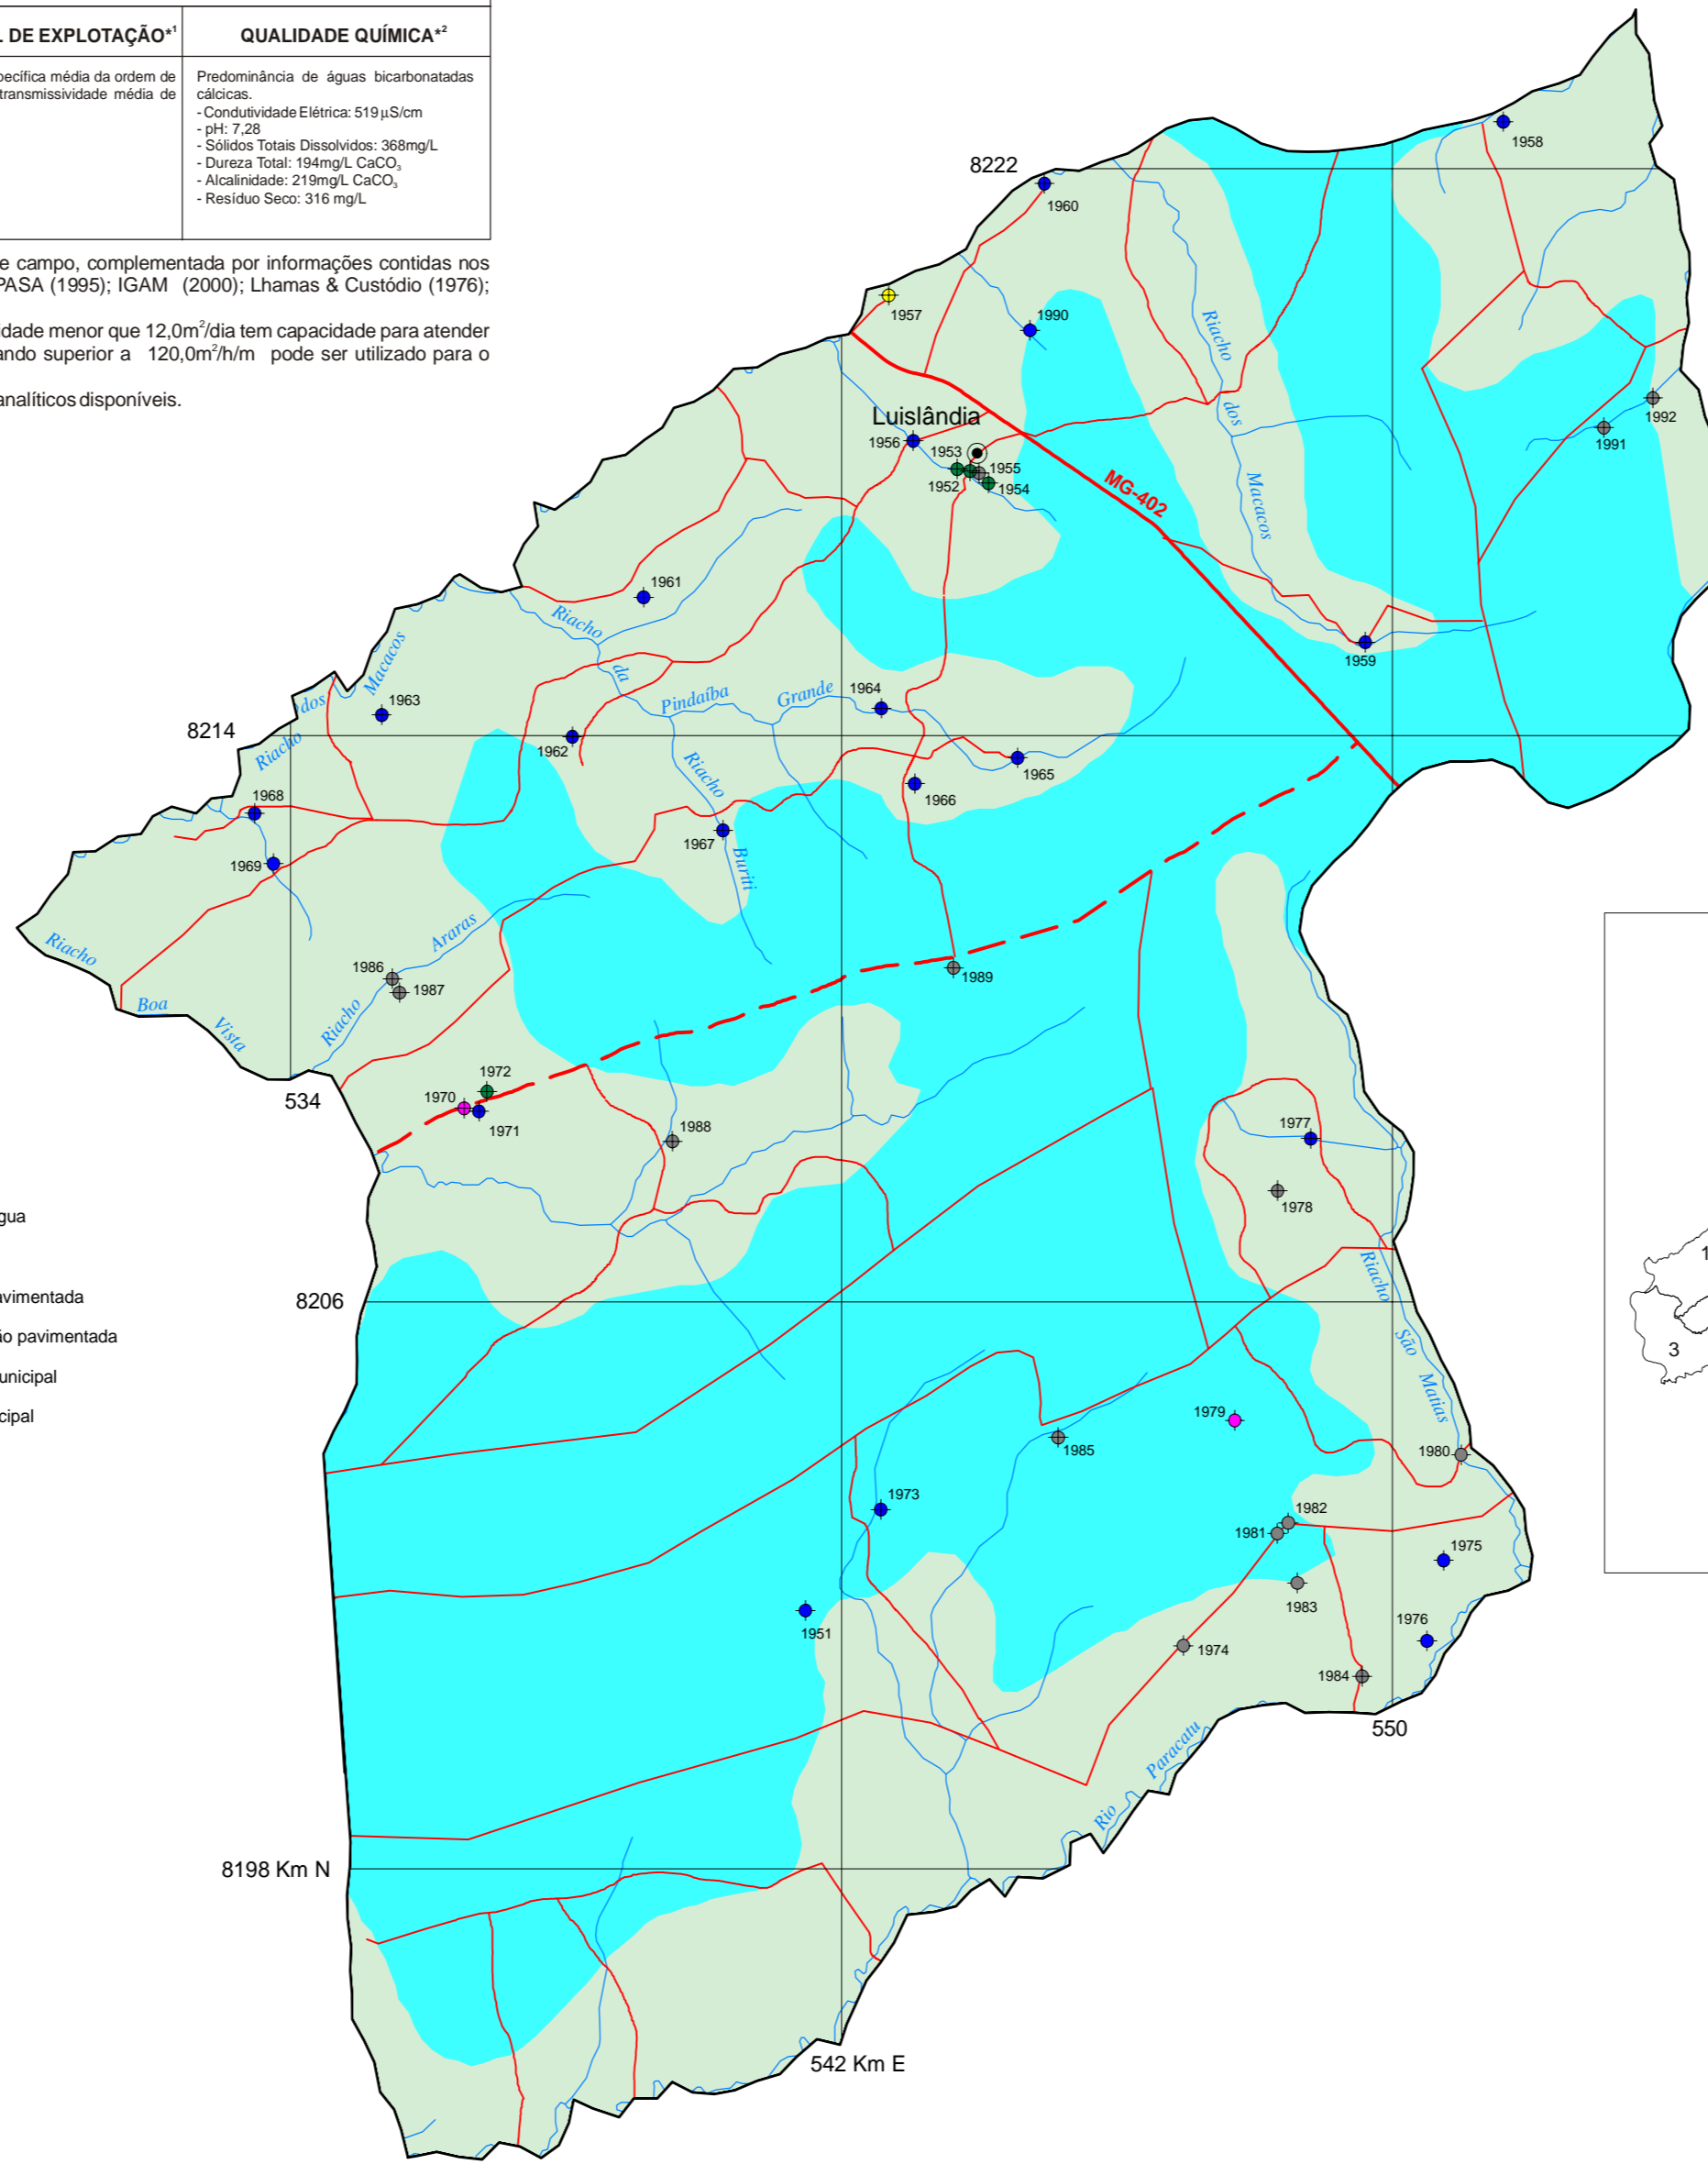 L DE EXPLOTAÇÃO*¹
QUALIDADE QUÍMICA*²
ecífica média da ordem de
transmissividade média de
Predominância de águas bicarbonatadas
cálcicas.
- Condutividade Elétrica: 519 µS/cm
- pH: 7,28
- Sólidos Totais Dissolvidos: 368mg/L
- Dureza Total: 194mg/L CaCO₃
- Alcalinidade: 219mg/L CaCO₃
- Resíduo Seco: 316 mg/L
e campo, complementada por informações contidas nos
PASA (1995); IGAM (2000); Lhamas & Custódio (1976);
idade menor que 12,0m²/dia tem capacidade para atender
ando superior a 120,0m²/h/m pode ser utilizado para o
analíticos disponíveis.
1958
8222
1960
1957
1990
Riacho
dos
Macacos
1992
1991
Luislândia
1956
1953
1955
1952
1954
MG-402
1961
Riacho
da
Pindaíba
Grande
1959
Macacos
dos
Riacho
1963
1964
8214
1962
1965
Riacho
Buriti
1966
1968
1967
1969
Araras
Riacho
Riacho
Boa
Vista
1986
1987
1989
1972
534
1970
1971
1988
1977
1978
gua
Riacho
São
Matias
1
avimentada
8206
ão pavimentada
3
unicipal
cipal
1979
1985
1980
1973
1982
1981
1975
1983
1951
1976
1974
1984
550
Rio
Paracatu
8198 Km N
542 Km E